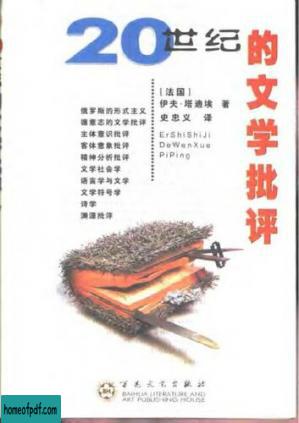 20世纪
的文学批评
[法国]
伊夫·塔迪埃 著
史忠义 译
ErShiShiJi
DeWenXue
PiPing
俄罗斯的形式主义
德意志的文学批评
主体意识批评
客体意象批评
精神分析批评
文学社会学
语言学与文学
文学符号学
诗学
渊源批评
百花文艺出版社
BAIHUA LITERATURE AND
ART PUBLISHING HOUSE
homeofpdf.com
homeofpdf.com